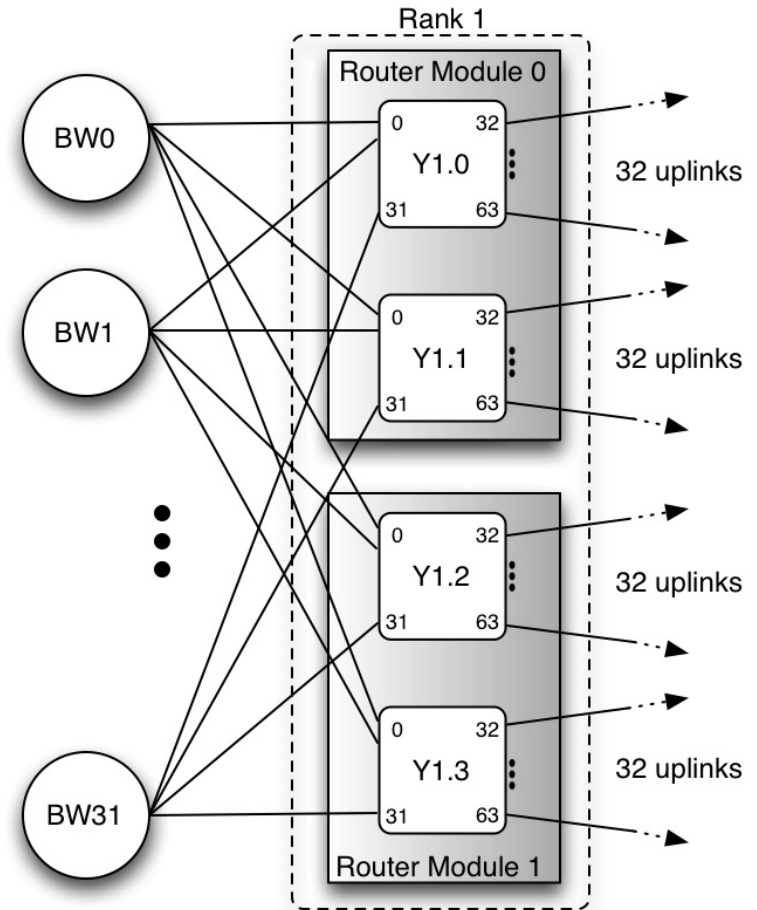 Rank 1
Router Module 0
BW0
0 32
Y1.0
31 63
32 uplinks
BW1
0 32
Y1.1
31 63
32 uplinks
0 32
Y1.2
31 63
32 uplinks
BW31
0 32
Y1.3
31 63
32 uplinks
Router Module 1